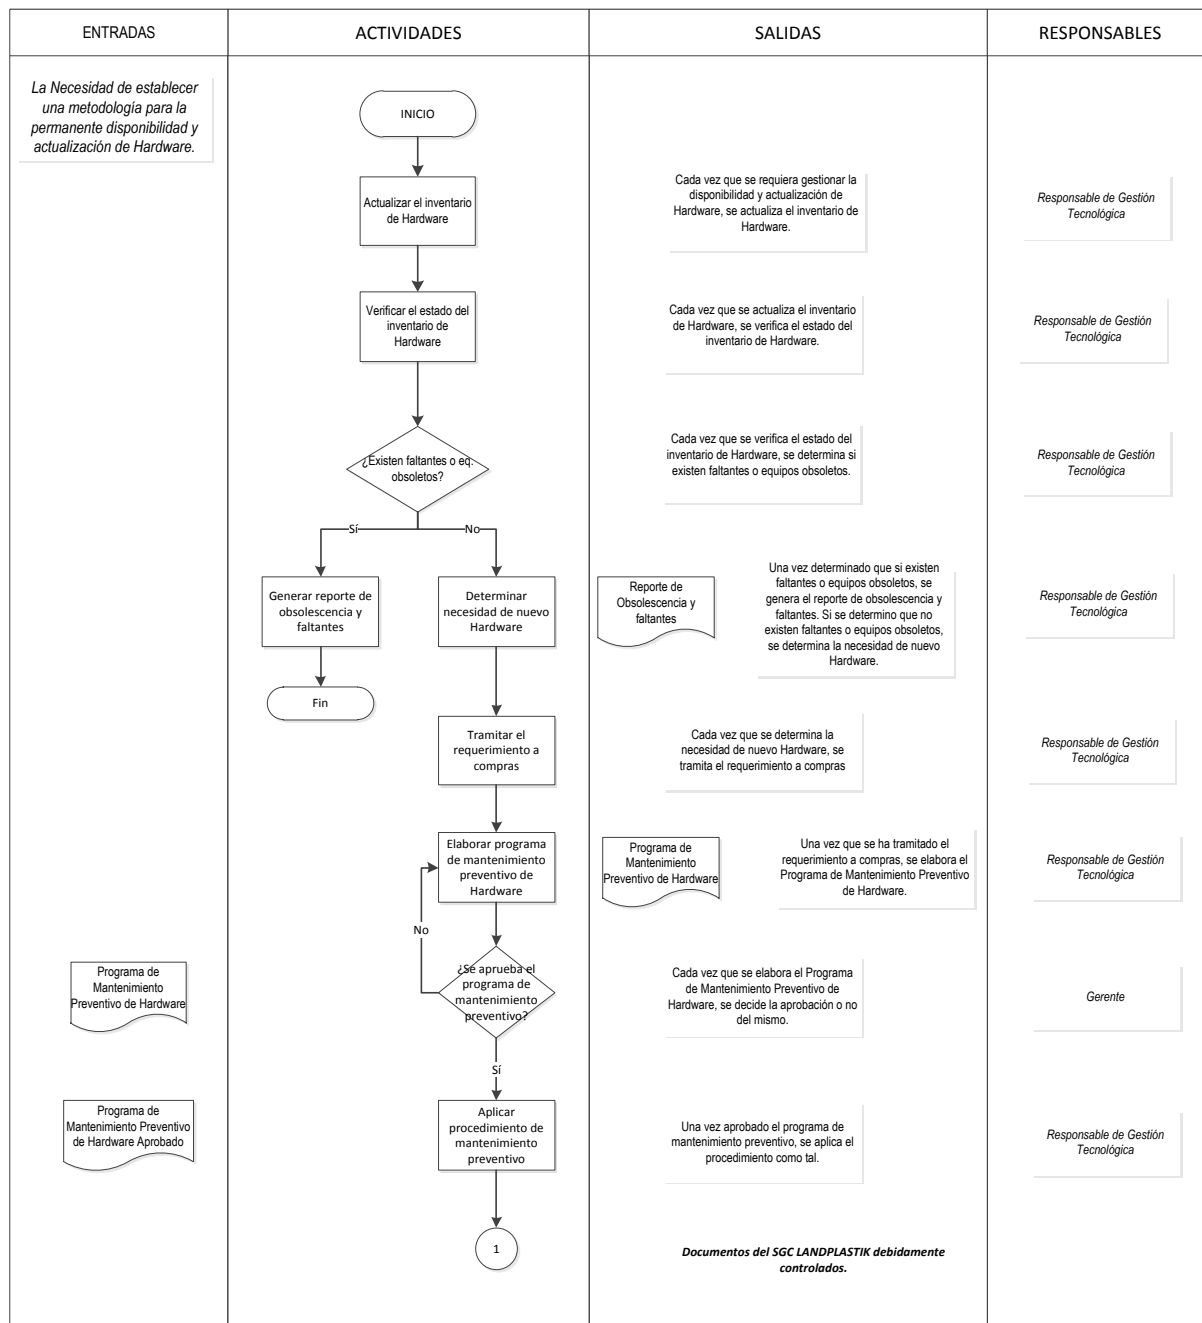 ENTRADAS
ACTIVIDADES
SALIDAS
RESPONSABLES
La Necesidad de establecer
una metodología para la
permanente disponibilidad y
actualización de Hardware.
INICIO
Actualizar el inventario
de Hardware
Cada vez que se requiera gestionar la
disponibilidad y actualización de
Hardware, se actualiza el inventario de
Hardware.
Responsable de Gestión
Tecnológica
Verificar el estado del
inventario de
Hardware
Cada vez que se actualiza el inventario
de Hardware, se verifica el estado del
inventario de Hardware.
Responsable de Gestión
Tecnológica
¿Existen faltantes o eq.
obsoletos?
Cada vez que se verifica el estado del
inventario de Hardware, se determina si
existen faltantes o equipos obsoletos.
Responsable de Gestión
Tecnológica
Sí
No
Generar reporte de
obsolescencia y
faltantes
Determinar
necesidad de nuevo
Hardware
Reporte de
Obsolescencia y
faltantes
Una vez determinado que si existen
faltantes o equipos obsoletos, se
genera el reporte de obsolescencia y
faltantes. Si se determino que no
existen faltantes o equipos obsoletos,
se determina la necesidad de nuevo
Hardware.
Responsable de Gestión
Tecnológica
Fin
Tramitar el
requerimiento a
compras
Cada vez que se determina la
necesidad de nuevo Hardware, se
tramita el requerimiento a compras
Responsable de Gestión
Tecnológica
Elaborar programa
de mantenimiento
preventivo de
Hardware
Programa de
Mantenimiento
Preventivo de Hardware
Una vez que se ha tramitado el
requerimiento a compras, se elabora el
Programa de Mantenimiento Preventivo
de Hardware.
Responsable de Gestión
Tecnológica
No
Programa de
Mantenimiento
Preventivo de Hardware
¿Se aprueba el
programa de
mantenimiento
preventivo?
Cada vez que se elabora el Programa
de Mantenimiento Preventivo de
Hardware, se decide la aprobación o no
del mismo.
Gerente
Sí
Programa de
Mantenimiento Preventivo
de Hardware Aprobado
Aplicar
procedimiento de
mantenimiento
preventivo
Una vez aprobado el programa de
mantenimiento preventivo, se aplica el
procedimiento como tal.
Responsable de Gestión
Tecnológica
1
Documentos del SGC LANDPLASTIK debidamente
controlados.